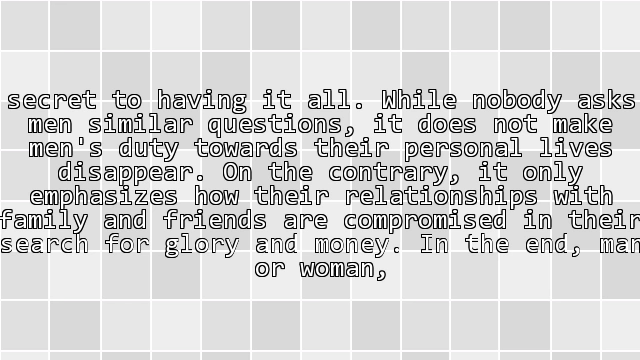 secret to having it all. While nobody asks
men similar questions, it does not make
men's duty towards their personal lives
disappear. On the contrary, it only
emphasizes how their relationships with
family and friends are compromised in their
search for glory and money. In the end, man
or woman,